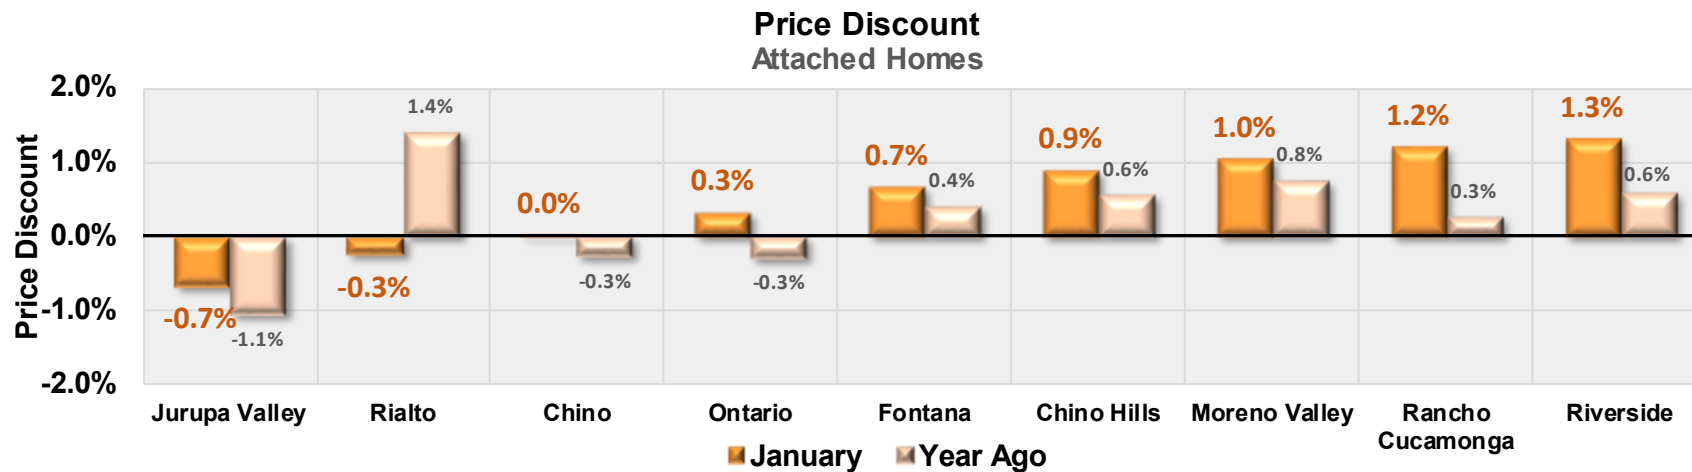 Price Discount
Attached Homes
Price Discount
2.0%
1.0%
0.0%
-1.0%
-2.0%
-0.7%
-1.1%
-0.3%
1.4%
0.0%
-0.3%
0.3%
-0.3%
0.7%
0.4%
0.9%
0.6%
1.0%
0.8%
1.2%
0.3%
1.3%
0.6%
Jurupa Valley
Rialto
Chino
Ontario
Fontana
Chino Hills
Moreno Valley
Rancho
Cucamonga
Riverside
January
Year Ago